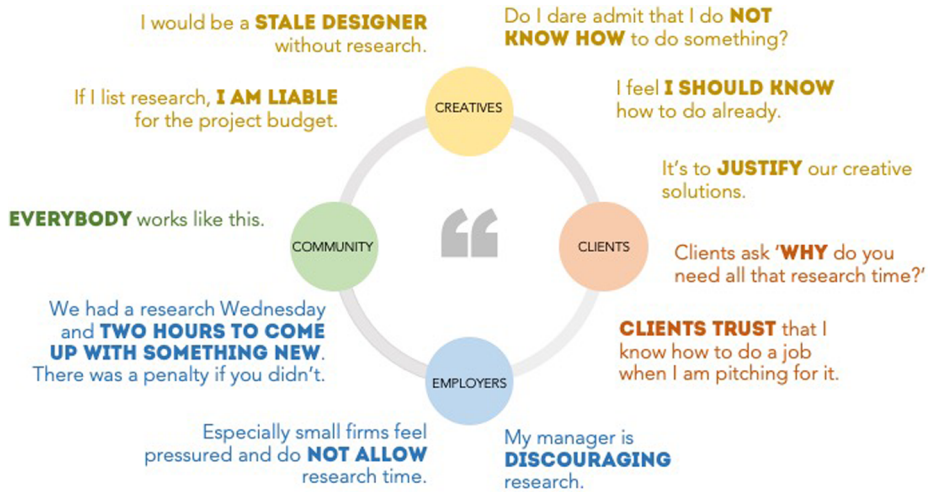 I would be a STALE DESIGNER
without research.
Do I dare admit that I do NOT
KNOW HOW to do something?
If I list research, I AM LIABLE
for the project budget.
CREATIVES
I feel I SHOULD KNOW
how to do already.
It's to JUSTIFY our creative
solutions.
EVERYBODY works like this.
COMMUNITY
“
CLIENTS
Clients ask ‘WHY do you
need all that research time?’
We had a research Wednesday
and TWO HOURS TO COME
UP WITH SOMETHING NEW.
There was a penalty if you didn't.
CLIENTS TRUST that I
know how to do a job
when I am pitching for it.
EMPLOYERS
Especially small firms feel
pressured and do NOT ALLOW
research time.
My manager is
DISCOURAGING
research.